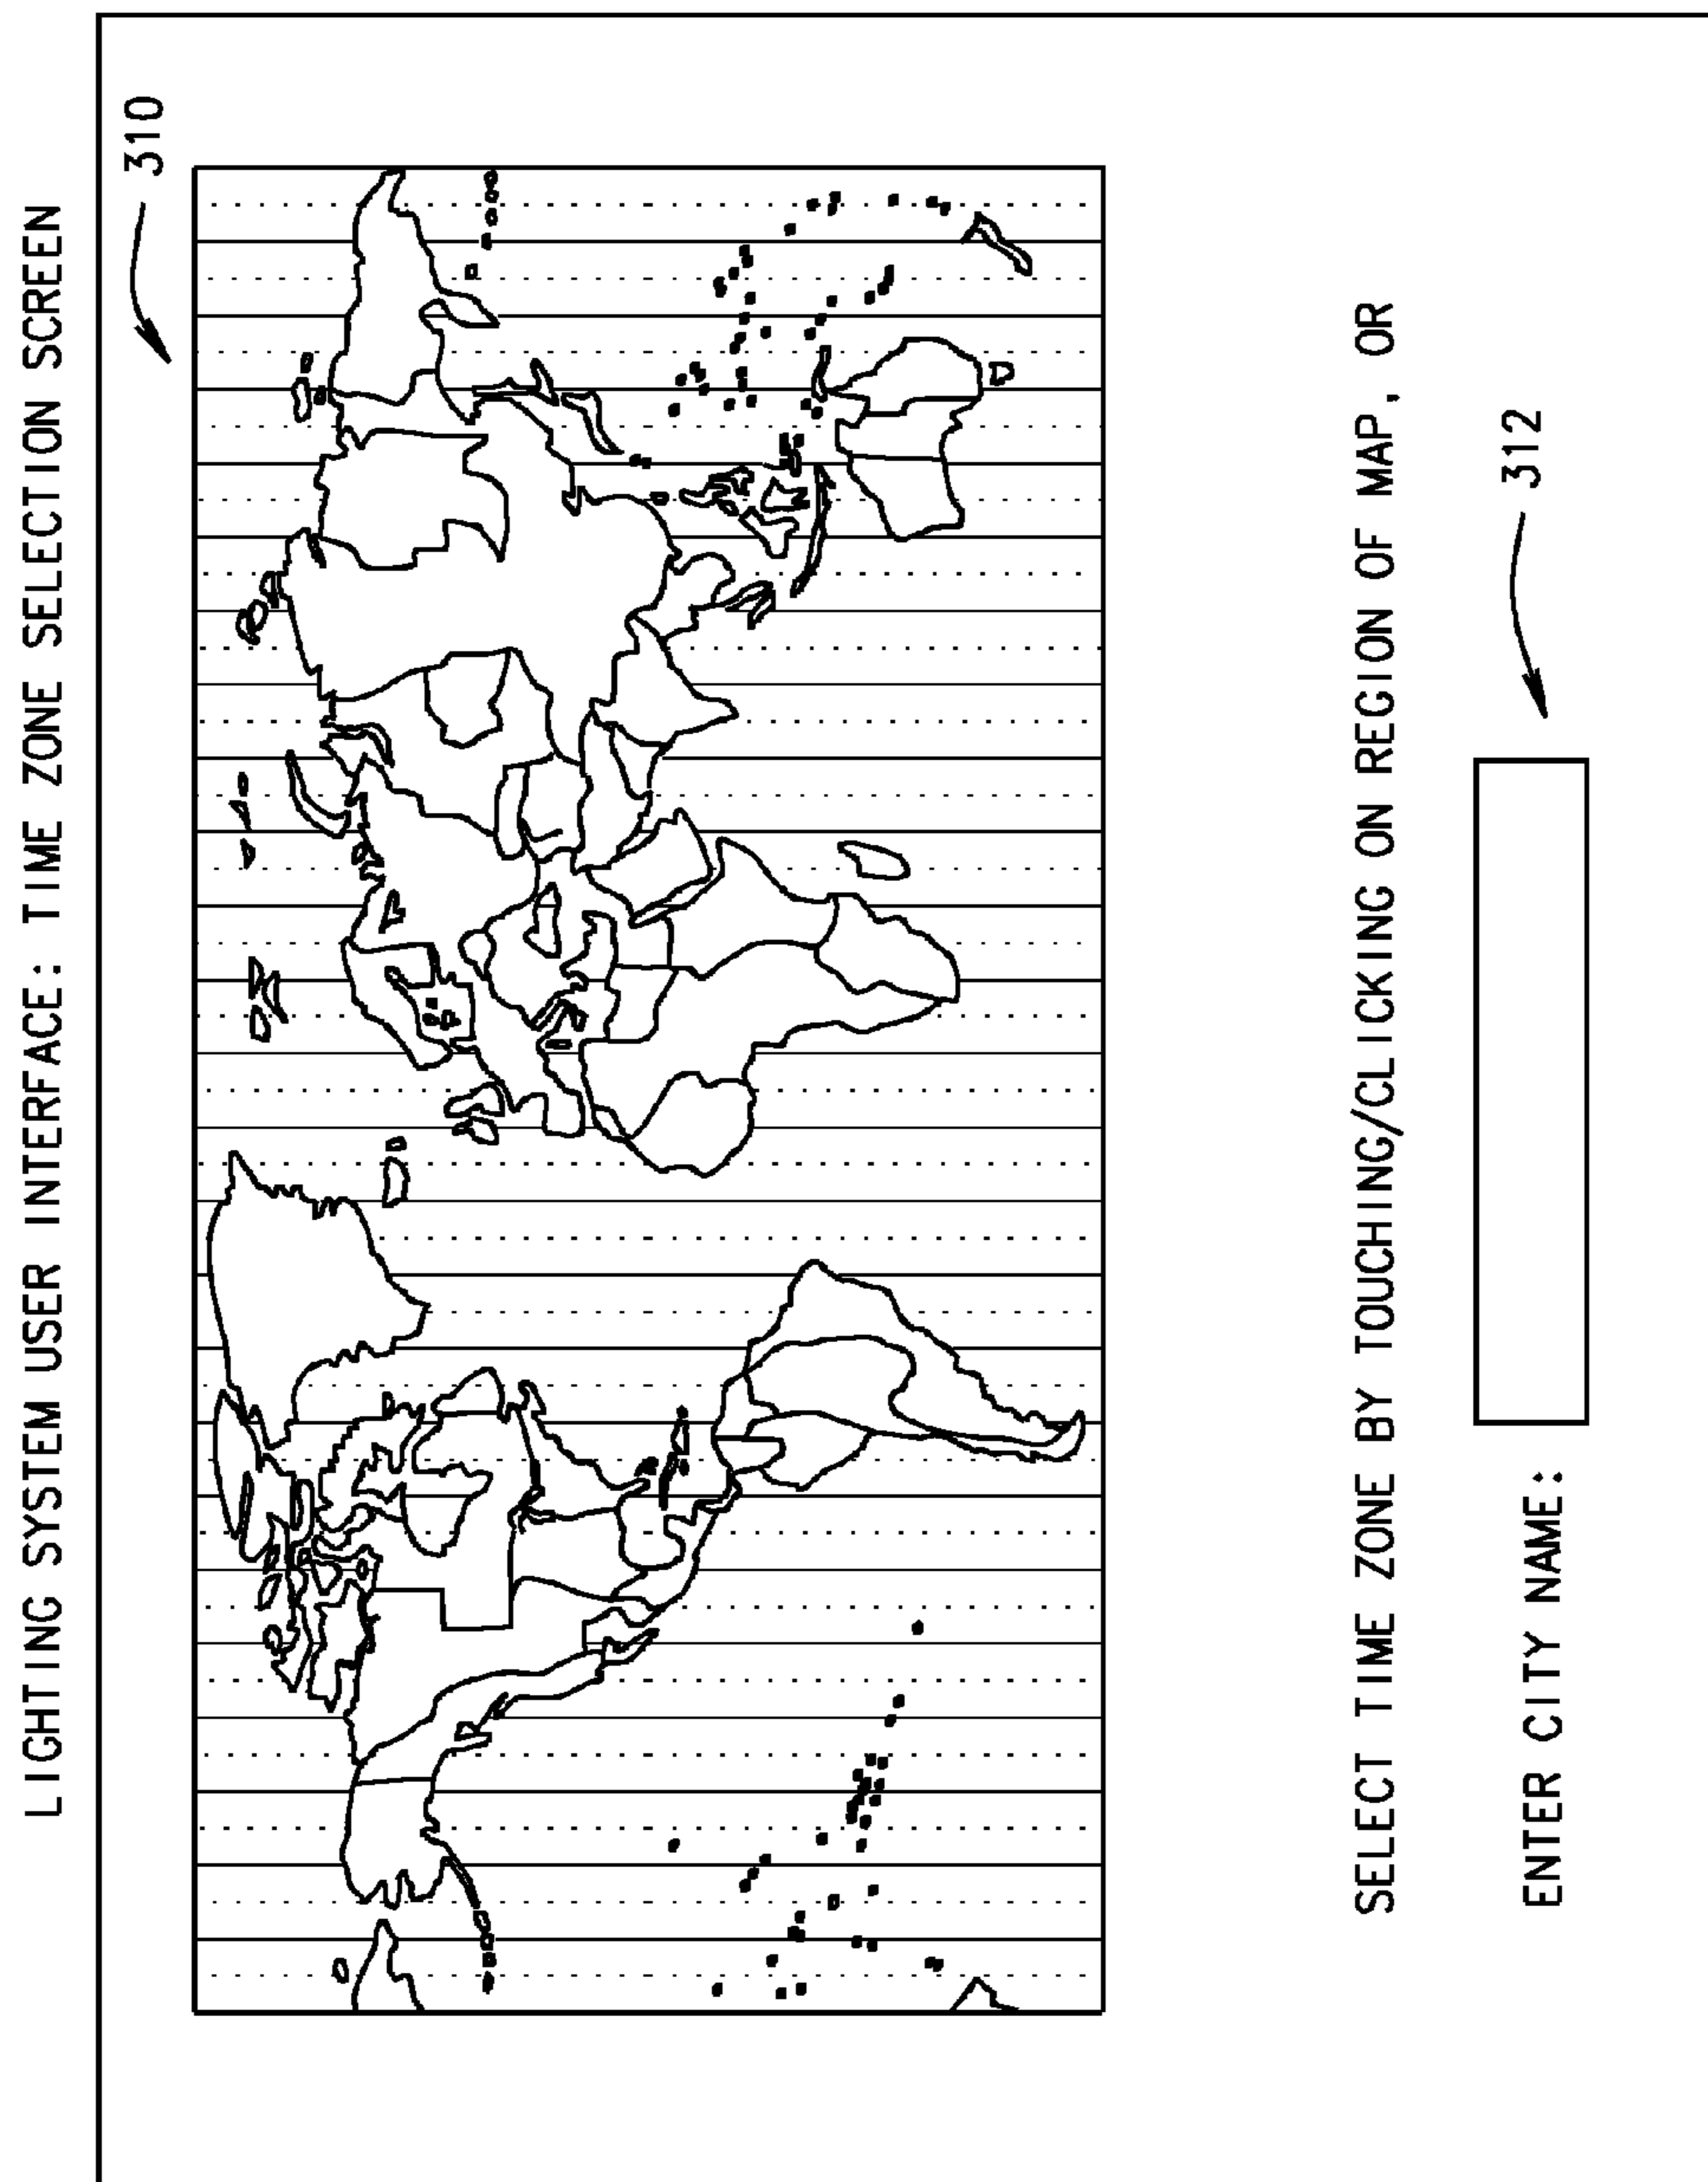 LIGHTING SYSTEM USER INTERFACE: TIME ZONE SELECTION SCREEN
310
SELECT TIME ZONE BY TOUCHING/CLICKING ON REGION OF MAP, OR
312
ENTER CITY NAME: